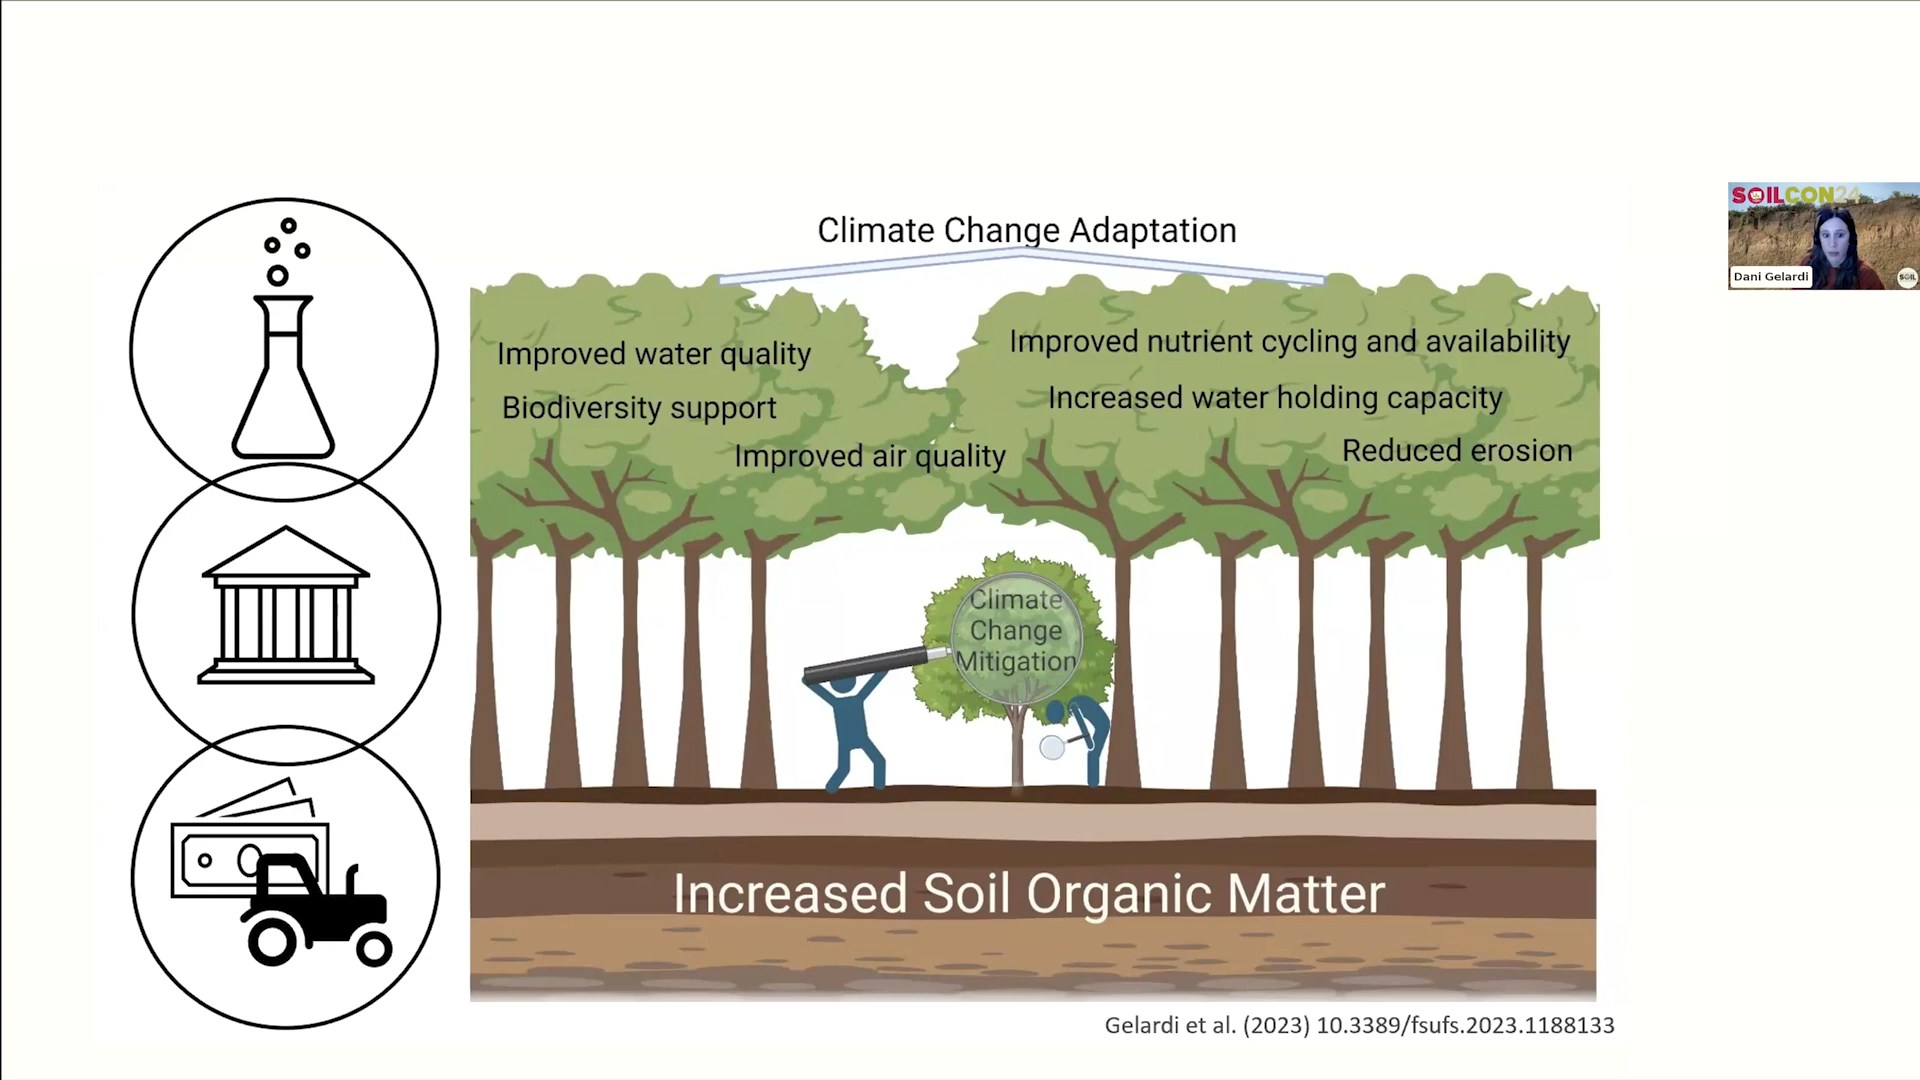 Climate Change Adaptation
SOILCON24
Dani Gelardi
SOIL
Improved water quality
Biodiversity support
Improved air quality
Improved nutrient cycling and availability
Increased water holding capacity
Reduced erosion
Climate
Change
Mitigation
Increased Soil Organic Matter
Gelardi et al. (2023) 10.3389/fsufs.2023.1188133